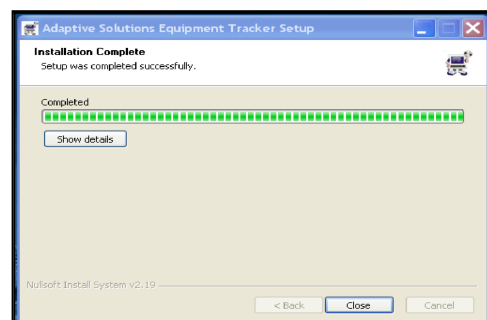 Adaptive Solutions Equipment Tracker Setup
Installation Complete
Setup was completed successfully.
Completed
Show details
Nullsoft Install System v2.19
< Back Close Cancel